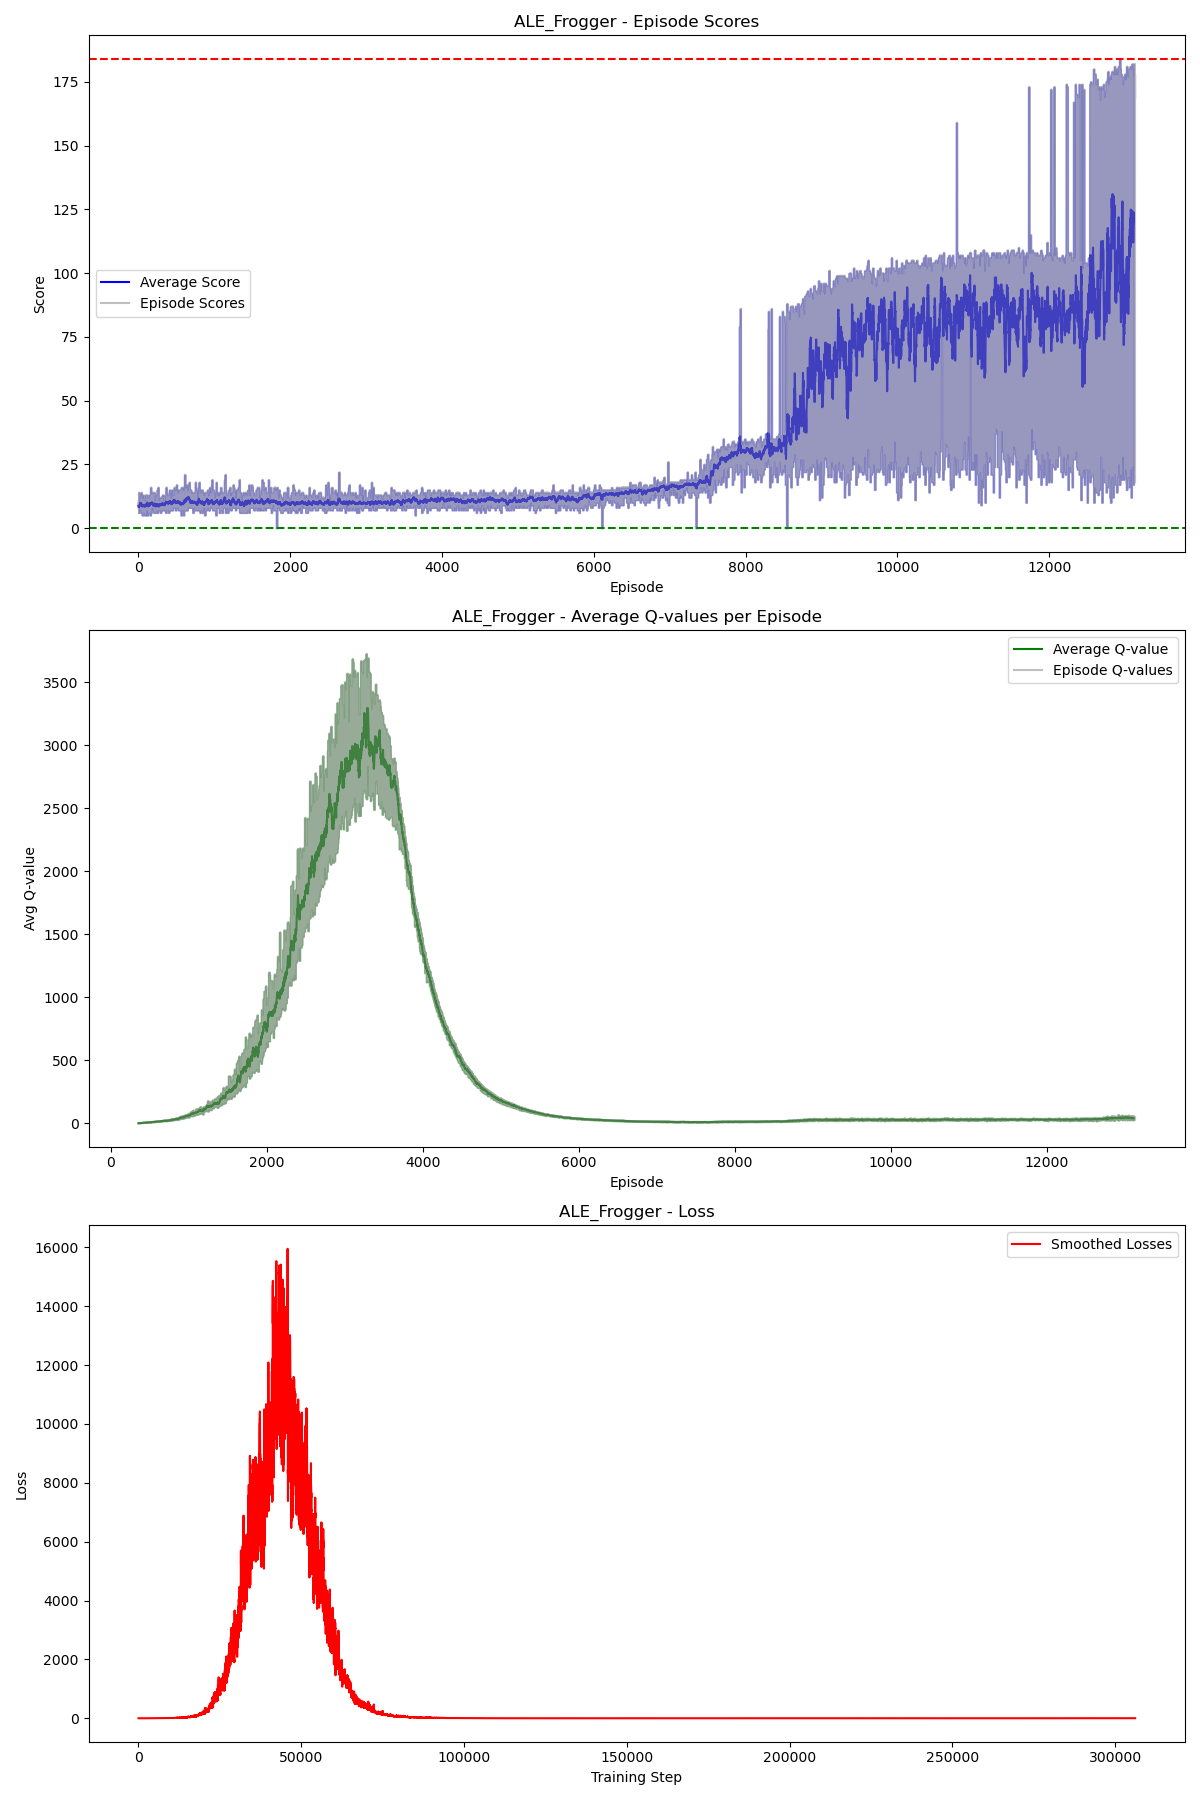 ALE_Frogger - Episode Scores
175
150
125
100
75
50
25
0
Score
Average Score
Episode Scores
0 2000 4000 6000 8000 10000 12000
Episode
ALE_Frogger - Average Q-values per Episode
3500
3000
2500
2000
1500
1000
500
0
Avg Q-value
Average Q-value
Episode Q-values
0 2000 4000 6000 8000 10000 12000
Episode
ALE_Frogger - Loss
16000
14000
12000
10000
8000
6000
4000
2000
0
Loss
Smoothed Losses
0 50000 100000 150000 200000 250000 300000
Training Step